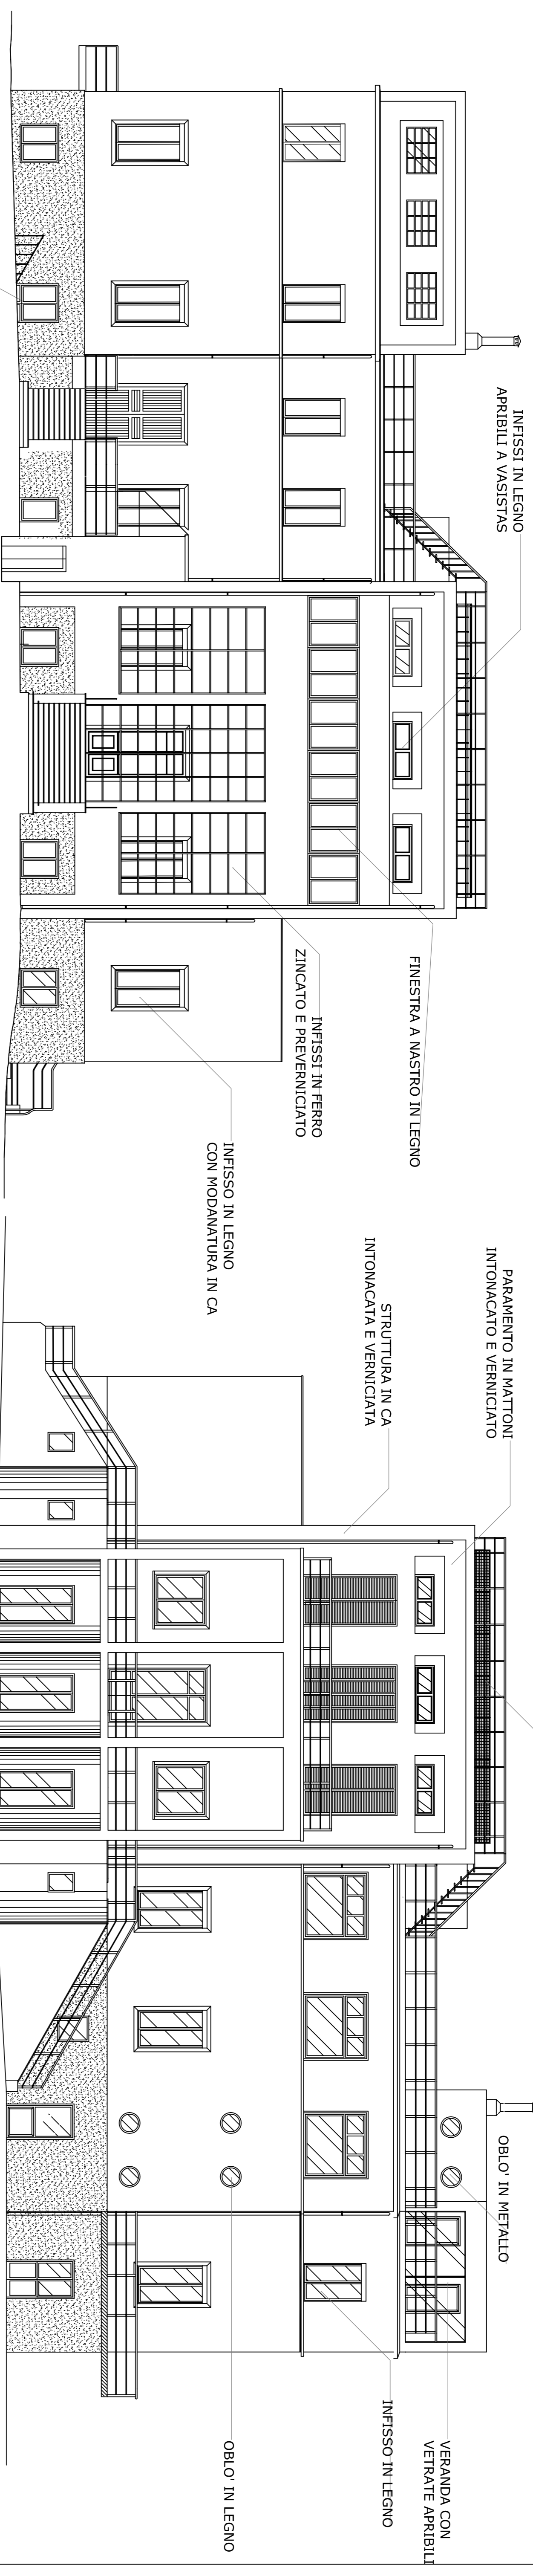 INFISSI IN LEGNO
APRIBILI A VASISTAS
FINESTRA A NASTRO IN LEGNO
INFISSI IN FERRO
ZINCATO E PREVERNICIATO
INFISSO IN LEGNO
CON MODANATURA IN CA
PARAMENTO IN MATTONI
INTONACATO E VERNICIATO
STRUTTURA IN CA
INTONACATA E VERNICIATA
OBLO' IN METALLO
VERANDA CON
VETRATE APRIBILI
INFISSO IN LEGNO
OBLO' IN LEGNO